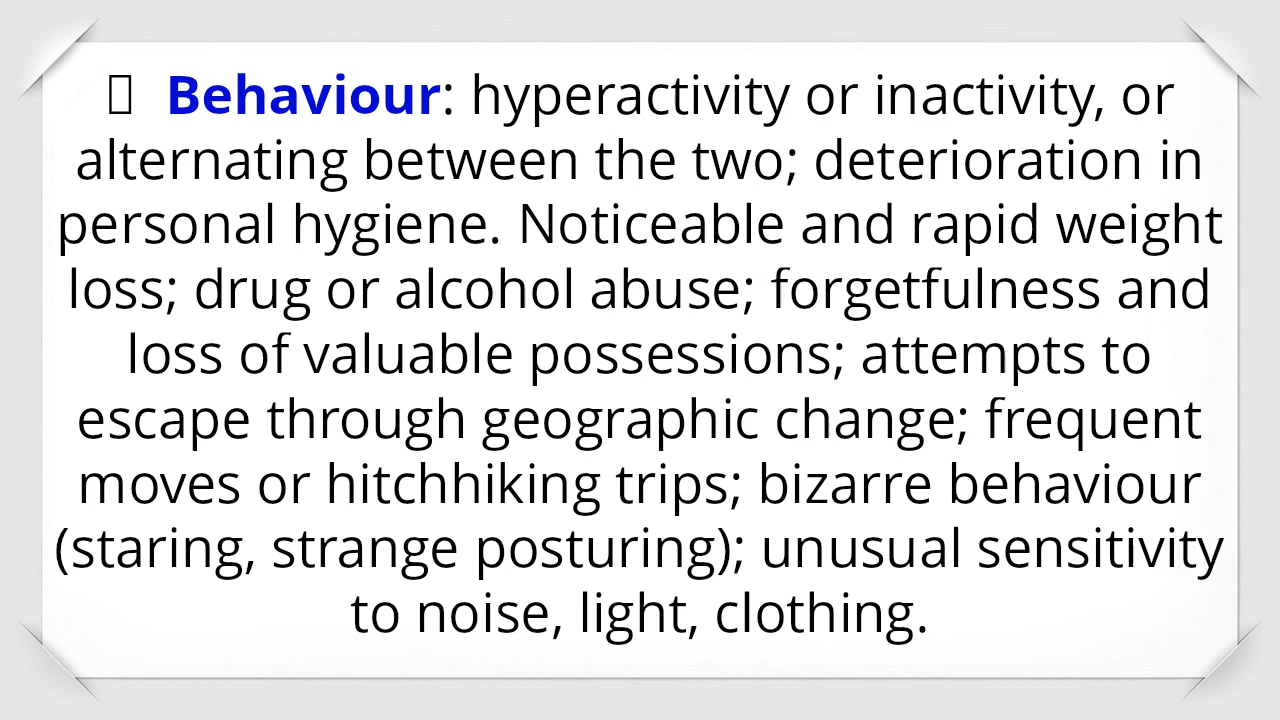 Behaviour: hyperactivity or inactivity, or
alternating between the two; deterioration in
personal hygiene. Noticeable and rapid weight
loss; drug or alcohol abuse; forgetfulness and
loss of valuable possessions; attempts to
escape through geographic change; frequent
moves or hitchhiking trips; bizarre behaviour
(staring, strange posturing); unusual sensitivity
to noise, light, clothing.